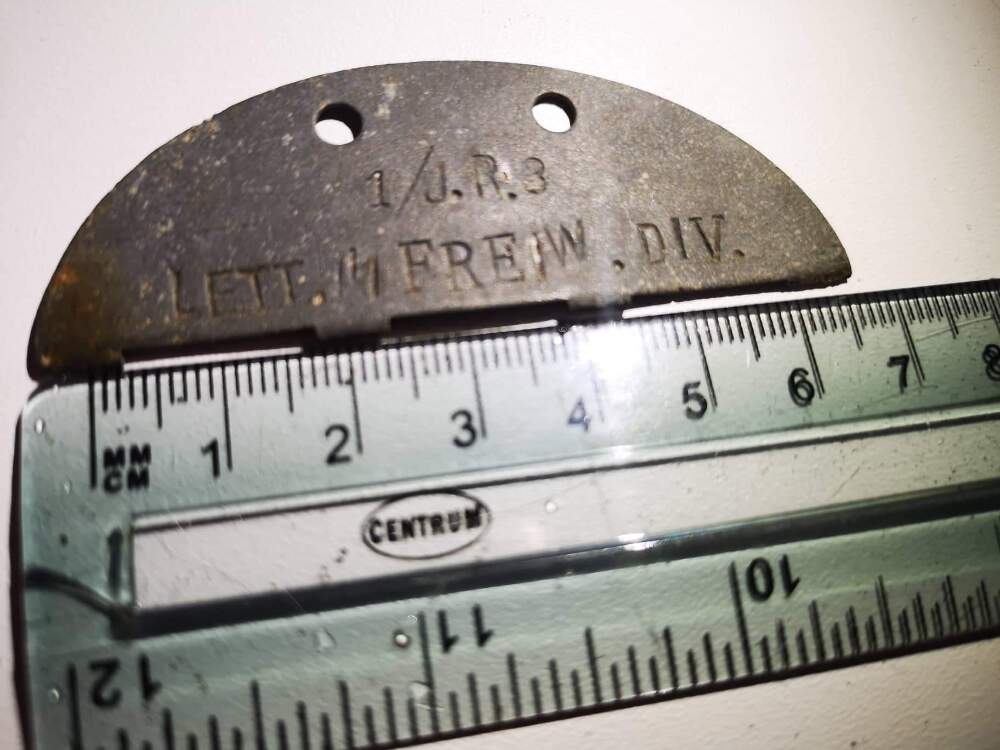 1/J.R.3
LETT.ᛋᛋ FREIW.DIV.
1 2 3 4 5 6 7 8
MM
CM
CENTRUM
12 11 10